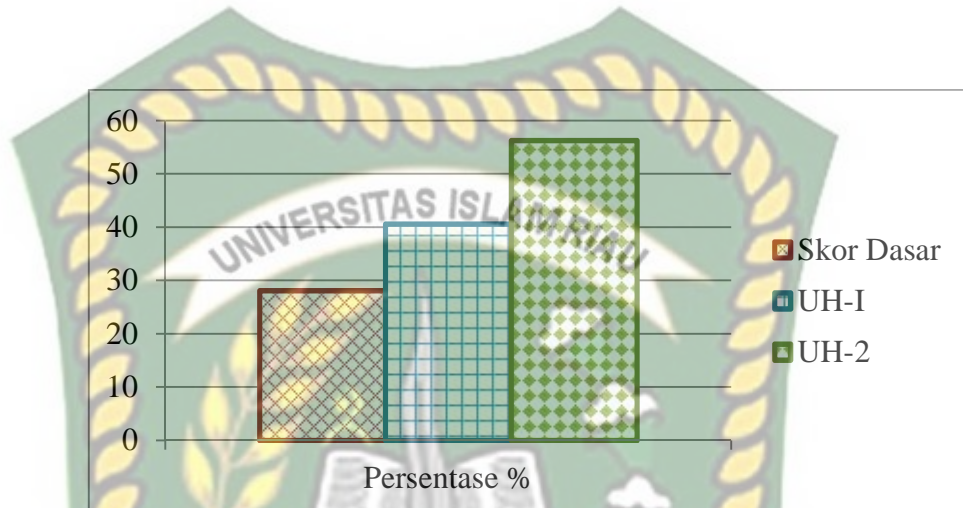 UNIVERSITAS ISLAM RIAU
60
50
40
30
20
10
0
Persentase %
Skor Dasar
UH-I
UH-2